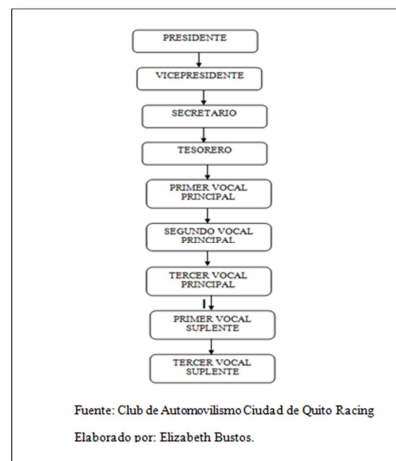 PRESIDENTE
VICEPRESIDENTE
SECRETARIO
TESORERO
PRIMER VOCAL
PRINCIPAL
SEGUNDO VOCAL
PRINCIPAL
TERCER VOCAL
PRINCIPAL
PRIMER VOCAL
SUPLENTE
TERCER VOCAL
SUPLENTE
Fuente: Club de Automovilismo Ciudad de Quito Racing
Elaborado por: Elizabeth Bustos.